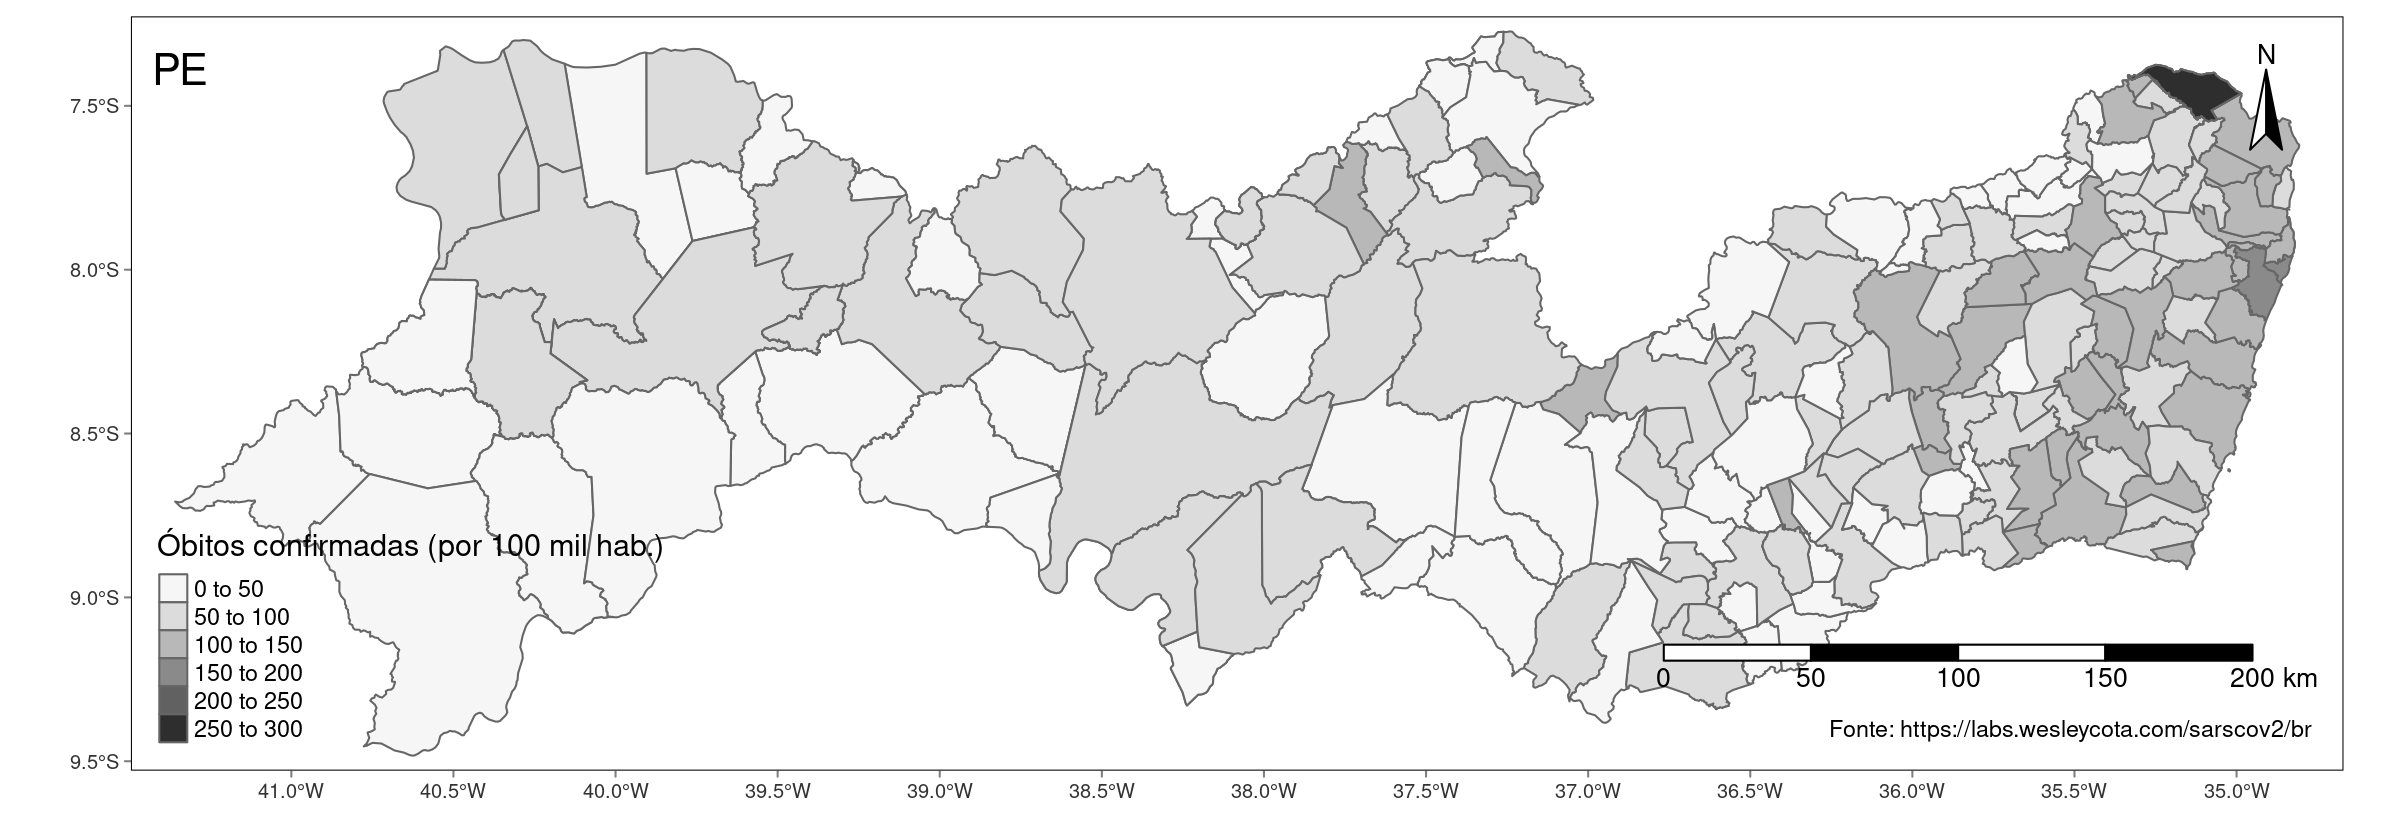 PE
N
7.5°S
8.0°S
8.5°S
9.0°S
9.5°S
Óbitos confirmadas (por 100 mil hab.)
0 to 50
50 to 100
100 to 150
150 to 200
200 to 250
250 to 300
0 50 100 150 200 km
Fonte: https://labs.wesleycota.com/sarscov2/br
41.0°W 40.5°W 40.0°W 39.5°W 39.0°W 38.5°W 38.0°W 37.5°W 37.0°W 36.5°W 36.0°W 35.5°W 35.0°W